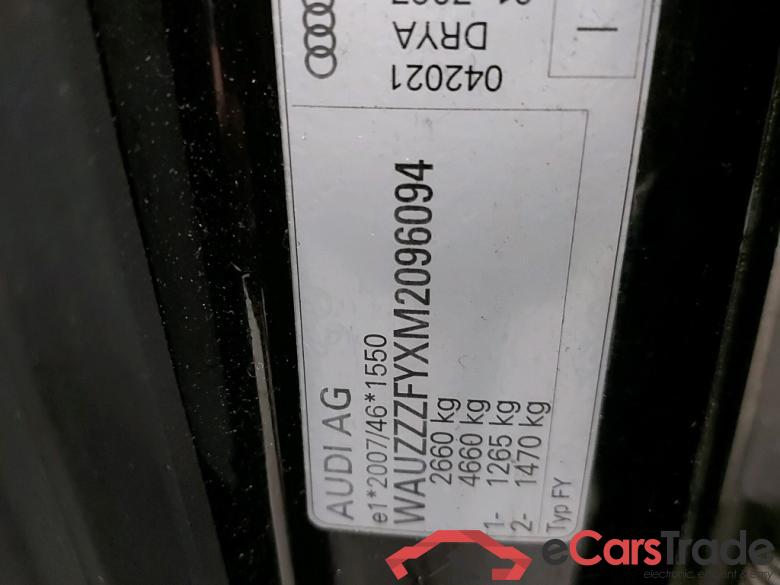 AUDI AG
e1*2007/46*1550
WAUZZZFYXM2096094
2660 kg
4660 kg
1- 1265 kg
2- 1470 kg
Typ FY
042021
DRYA
eCarsTrade